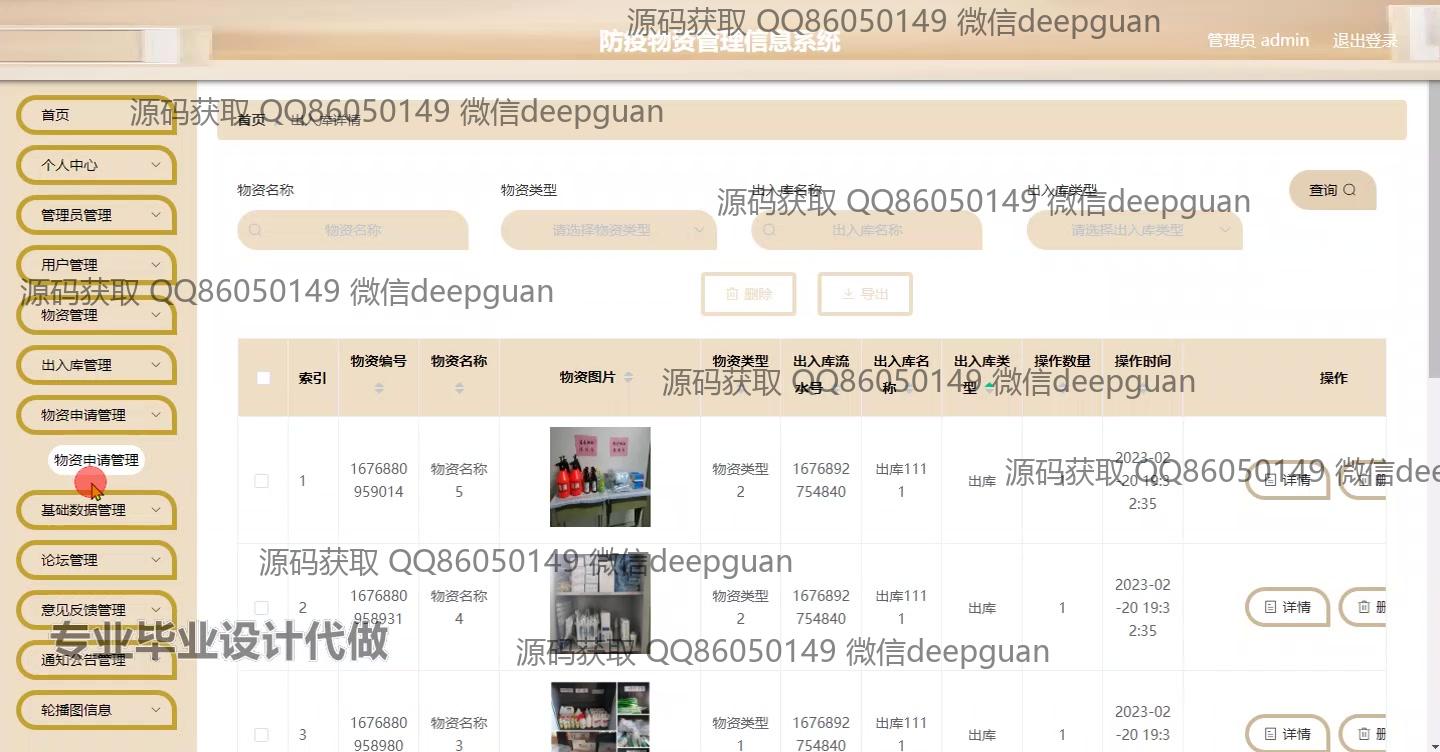 源码获取 QQ86050149 微信deepguan
防疫物资管理信息系统
管理员 admin
退出登录
首页
源码获取 QQ86050149 微信deepguan
首页
出入库详情
个人中心
管理员管理
用户管理
源码获取 QQ86050149 微信deepguan
物资管理
出入库管理
物资申请管理
物资申请管理
基础数据管理
论坛管理
意见反馈管理
专业毕业设计代做
通知公告管理
轮播图信息
物资名称
物资类型
出入库名称
出入库类型
源码获取 QQ86050149 微信deepguan
查询
物资名称
请选择物资类型
出入库名称
请选择出入库类型
删除
导出
索引
物资编号
物资名称
物资图片
物资类型
出入库流
水号
出入库名
称
出入库类
型
操作数量
操作时间
操作
源码获取 QQ86050149 微信deepguan
1
1676880
959014
物资名称
5
物资类型
2
1676892
754840
出库111
1
出库
1
2023-02
-20 19:3
2:35
详情
删
源码获取 QQ86050149 微信deepguan
源码获取 QQ86050149 微信deepguan
2
1676880
958931
物资名称
4
物资类型
2
1676892
754840
出库111
1
出库
1
2023-02
-20 19:3
2:35
详情
删
源码获取 QQ86050149 微信deepguan
3
1676880
958980
物资名称
3
物资类型
1
1676892
754840
出库111
1
出库
1
2023-02
-20 19:3
详情
删